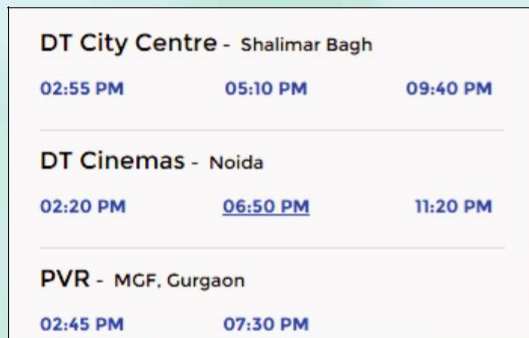 DT City Centre - Shalimar Bagh
02:55 PM 05:10 PM 09:40 PM
DT Cinemas - Noida
02:20 PM 06:50 PM 11:20 PM
PVR - MGF, Gurgaon
02:45 PM 07:30 PM